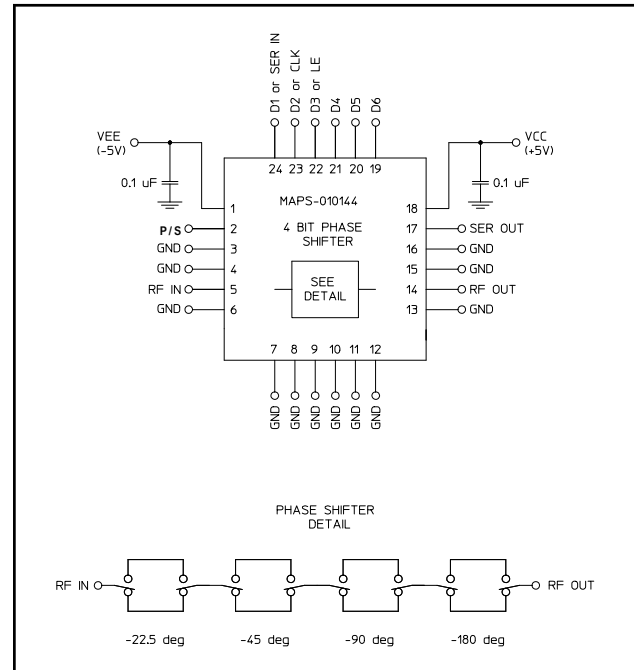 D1 or SER IN
D2 or CLK
D3 or LE
D4
D5
D6
VEE
(-5V)
VCC
(+5V)
24 23 22 21 20 19
0.1 uF
0.1 uF
MAPS-010144
4 BIT PHASE
SHIFTER
SEE
DETAIL
1
P/S 2
GND 3
GND 4
RF IN 5
GND 6
18
17 SER OUT
16 GND
15 GND
14 RF OUT
13 GND
7 8 9 10 11 12
GND GND GND GND GND GND
PHASE SHIFTER
DETAIL
RF IN
RF OUT
-22.5 deg -45 deg -90 deg -180 deg